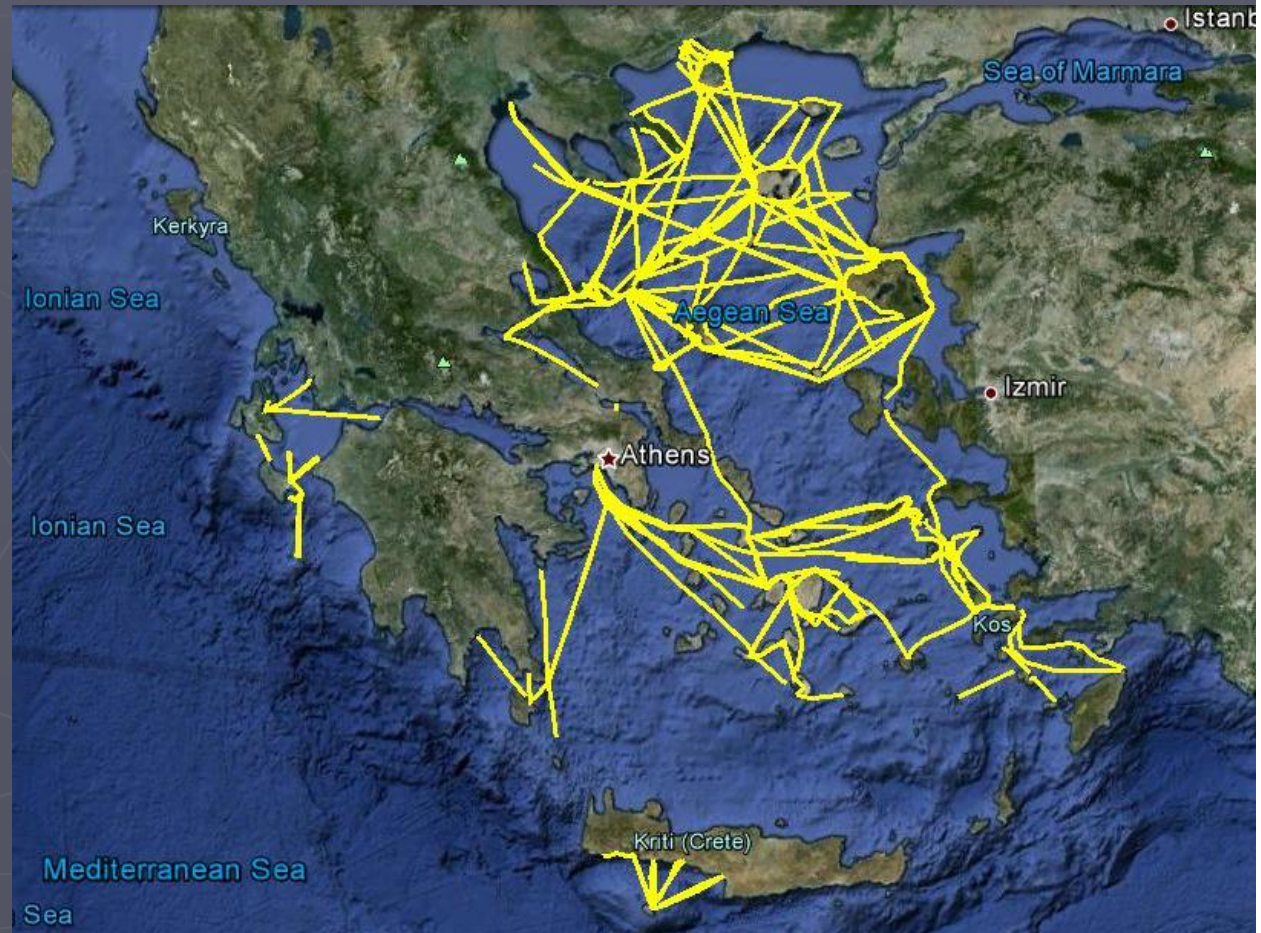 Istanb
Sea of Marmara
Kerkyra
Ionian Sea
Aegean Sea
Izmir
Athens
Ionian Sea
Kos
Kriti (Crete)
Mediterranean Sea
Sea